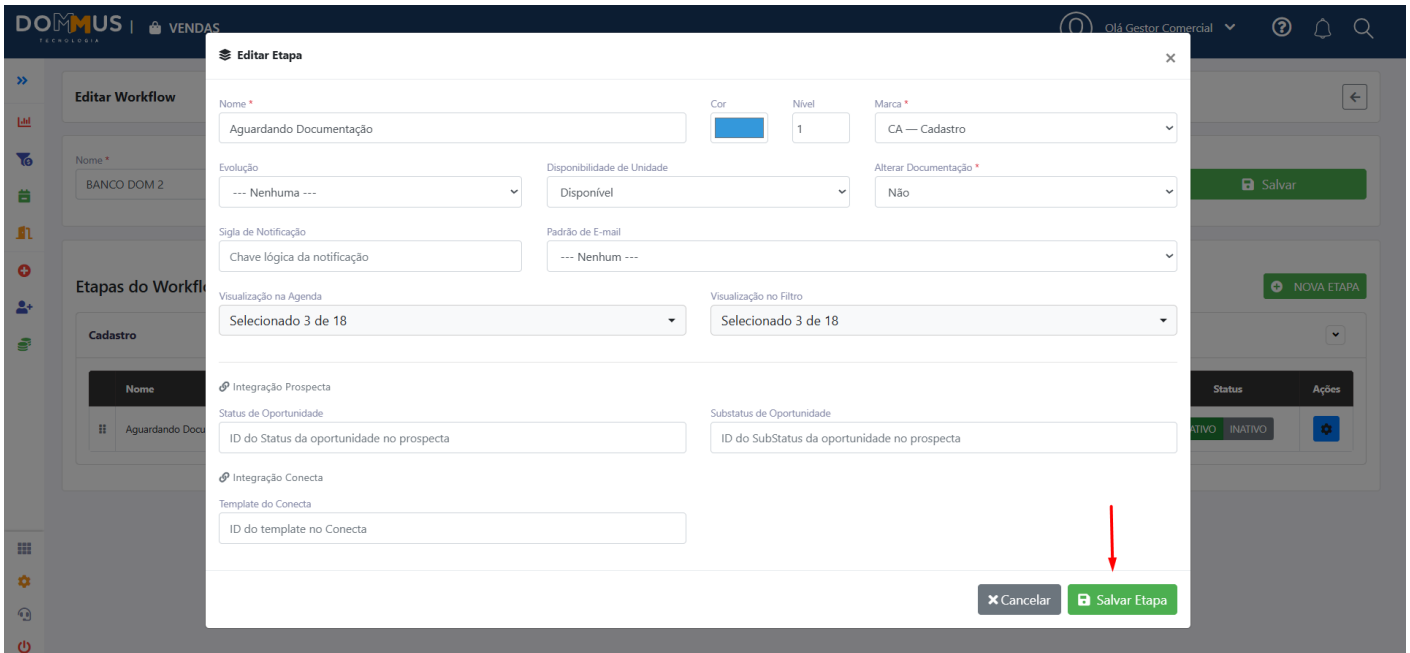 DOMMUS | VENDAS
TECNOLOGIA
Olá Gestor Comercial
Editar Etapa
Editar Workflow
Nome *
Cor
Nível
Marca *
Aguardando Documentação
1
CA — Cadastro
Nome *
BANCO DOM 2
Salvar
Evolução
Disponibilidade de Unidade
Alterar Documentação *
--- Nenhuma ---
Disponível
Não
Sigla de Notificação
Padrão de E-mail
Chave lógica da notificação
--- Nenhum ---
Etapas do Workfl
NOVA ETAPA
Visualização na Agenda
Visualização no Filtro
Selecionado 3 de 18
Selecionado 3 de 18
Cadastro
Nome
Status
Ações
Integração Prospecta
Status de Oportunidade
Substatus de Oportunidade
Aguardando Docu
ATIVO
INATIVO
ID do Status da oportunidade no prospecta
ID do SubStatus da oportunidade no prospecta
Integração Conecta
Template do Conecta
ID do template no Conecta
Cancelar
Salvar Etapa